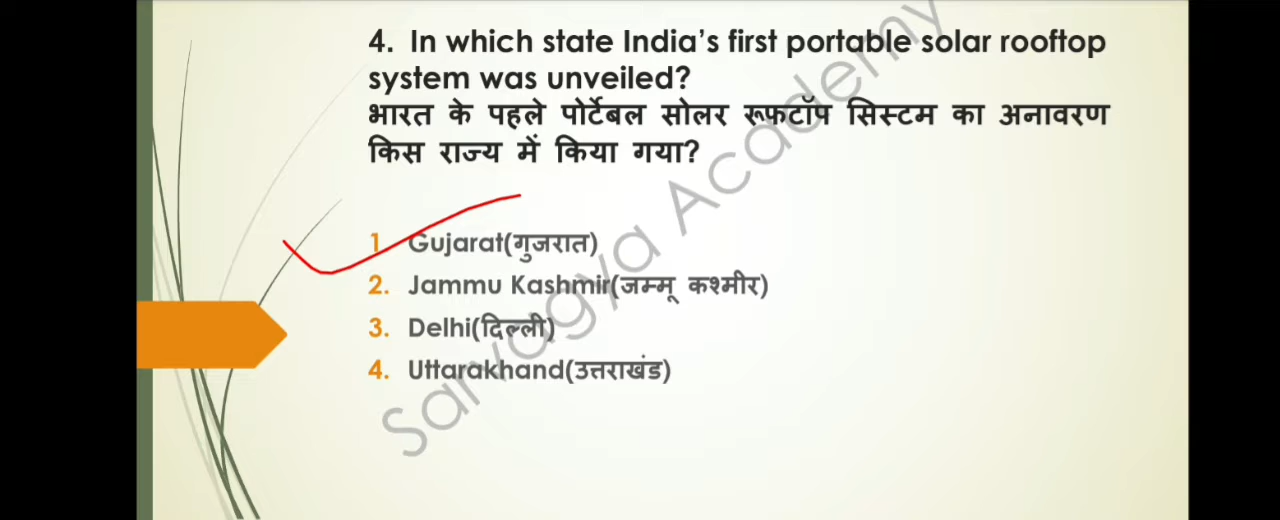 4. In which state India's first portable solar rooftop
system was unveiled?
भारत के पहले पोर्टेबल सोलर रूफटॉप सिस्टम का अनावरण
किस राज्य में किया गया?
1. Gujarat(गुजरात)
2. Jammu Kashmir(जम्मू कश्मीर)
3. Delhi(दिल्ली)
4. Uttarakhand(उत्तराखंड)
Sarvagya Academy